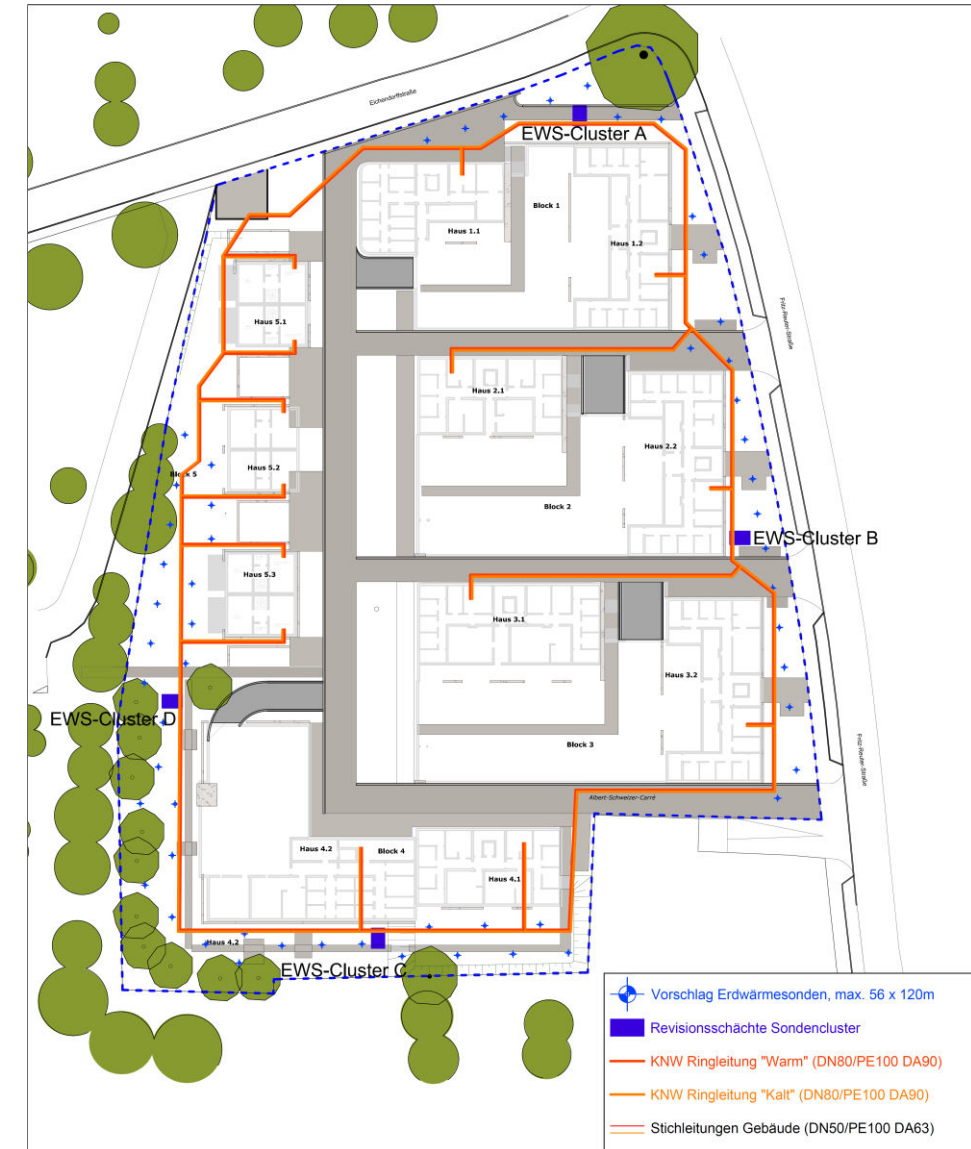 Eichendorffstraße
EWS-Cluster A
Block 1
Haus 1.1
Haus 1.2
Fritz-Reuter-Straße
Haus 5.1
Haus 2.1
Haus 2.2
Haus 5.2
Block 5
Block 2
EWS-Cluster B
Haus 5.3
Haus 3.1
Haus 3.2
EWS-Cluster D
Block 3
Fritz-Reuter-Straße
Albert-Schweizer-Carré
Haus 4.2
Block 4
Haus 4.1
Haus 4.2
EWS-Cluster C
Vorschlag Erdwärmesonden, max. 56 x 120m
Revisionsschächte Sondencluster
KNW Ringleitung "Warm" (DN80/PE100 DA90)
KNW Ringleitung "Kalt" (DN80/PE100 DA90)
Stichleitungen Gebäude (DN50/PE100 DA63)